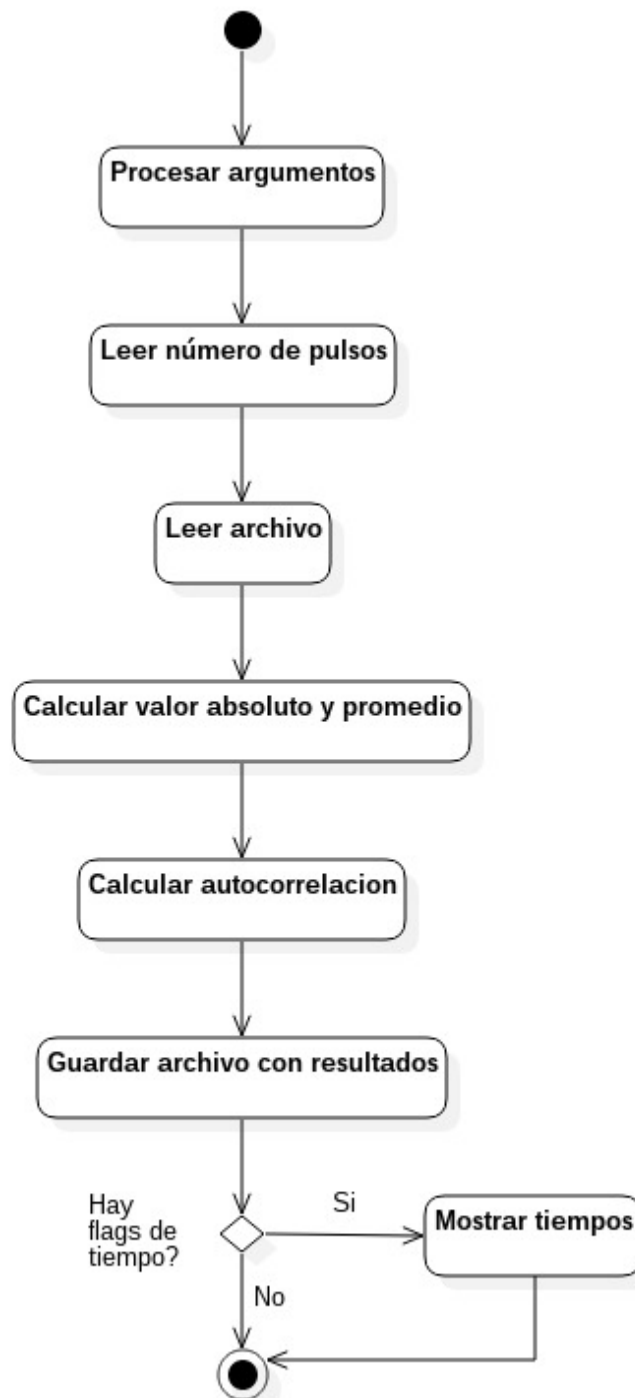 Procesar argumentos
Leer número de pulsos
Leer archivo
Calcular valor absoluto y promedio
Calcular autocorrelacion
Guardar archivo con resultados
Hay
flags de
tiempo?
Si
Mostrar tiempos
No